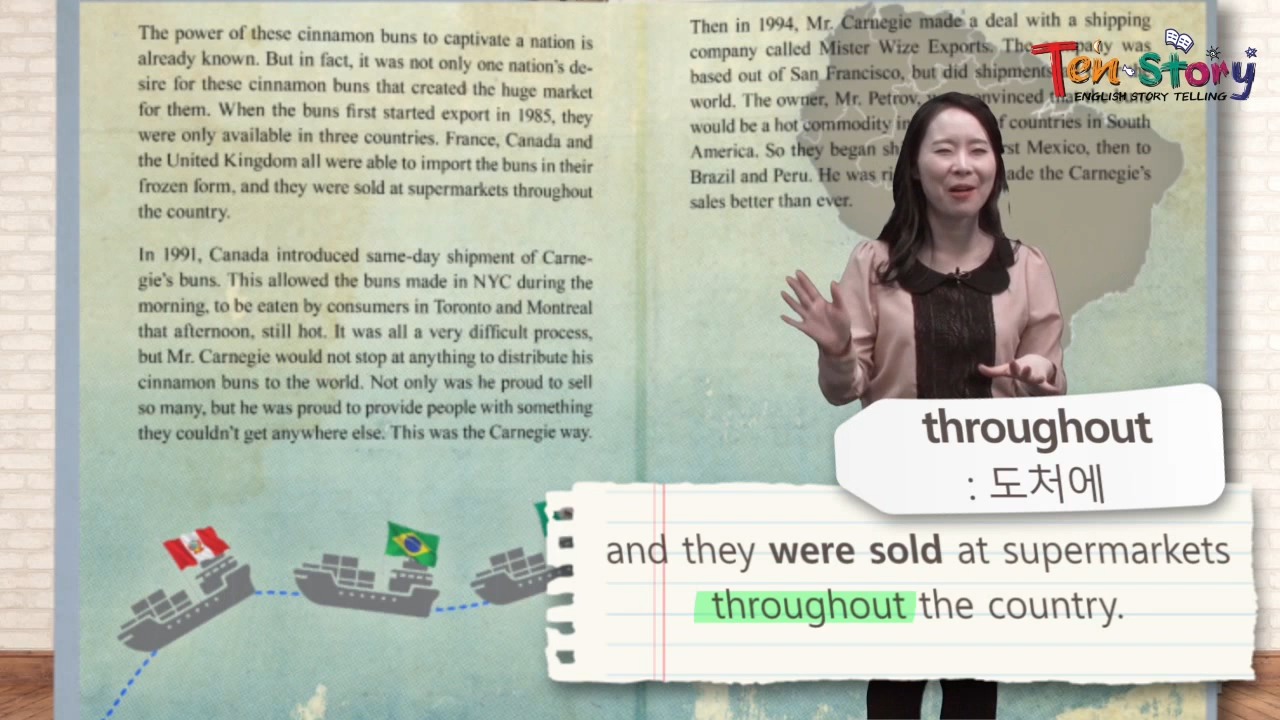 The power of these cinnamon buns to captivate a nation is
already known. But in fact, it was not only one nation's de-
sire for these cinnamon buns that created the huge market
for them. When the buns first started export in 1985, they
were only available in three countries. France, Canada and
the United Kingdom all were able to import the buns in their
frozen form, and they were sold at supermarkets throughout
the country.
In 1991, Canada introduced same-day shipment of Carne-
gie's buns. This allowed the buns made in NYC during the
morning, to be eaten by consumers in Toronto and Montreal
that afternoon, still hot. It was all a very difficult process,
but Mr. Carnegie would not stop at anything to distribute his
cinnamon buns to the world. Not only was he proud to sell
so many, but he was proud to provide people with something
they couldn't get anywhere else. This was the Carnegie way.
Then in 1994, Mr. Carnegie made a deal with a shipping
company called Mister Wize Exports. The was
based out of San Francisco, but did shipments
world. The owner, Mr. Petrov,
would be a hot commodity in of countries in South
America. So they began Mexico, then to
Brazil and Peru. He was the Carnegie's
sales better than ever.
Ten-Story
ENGLISH STORY TELLING
throughout
: 도처에
and they were sold at supermarkets
throughout the country.